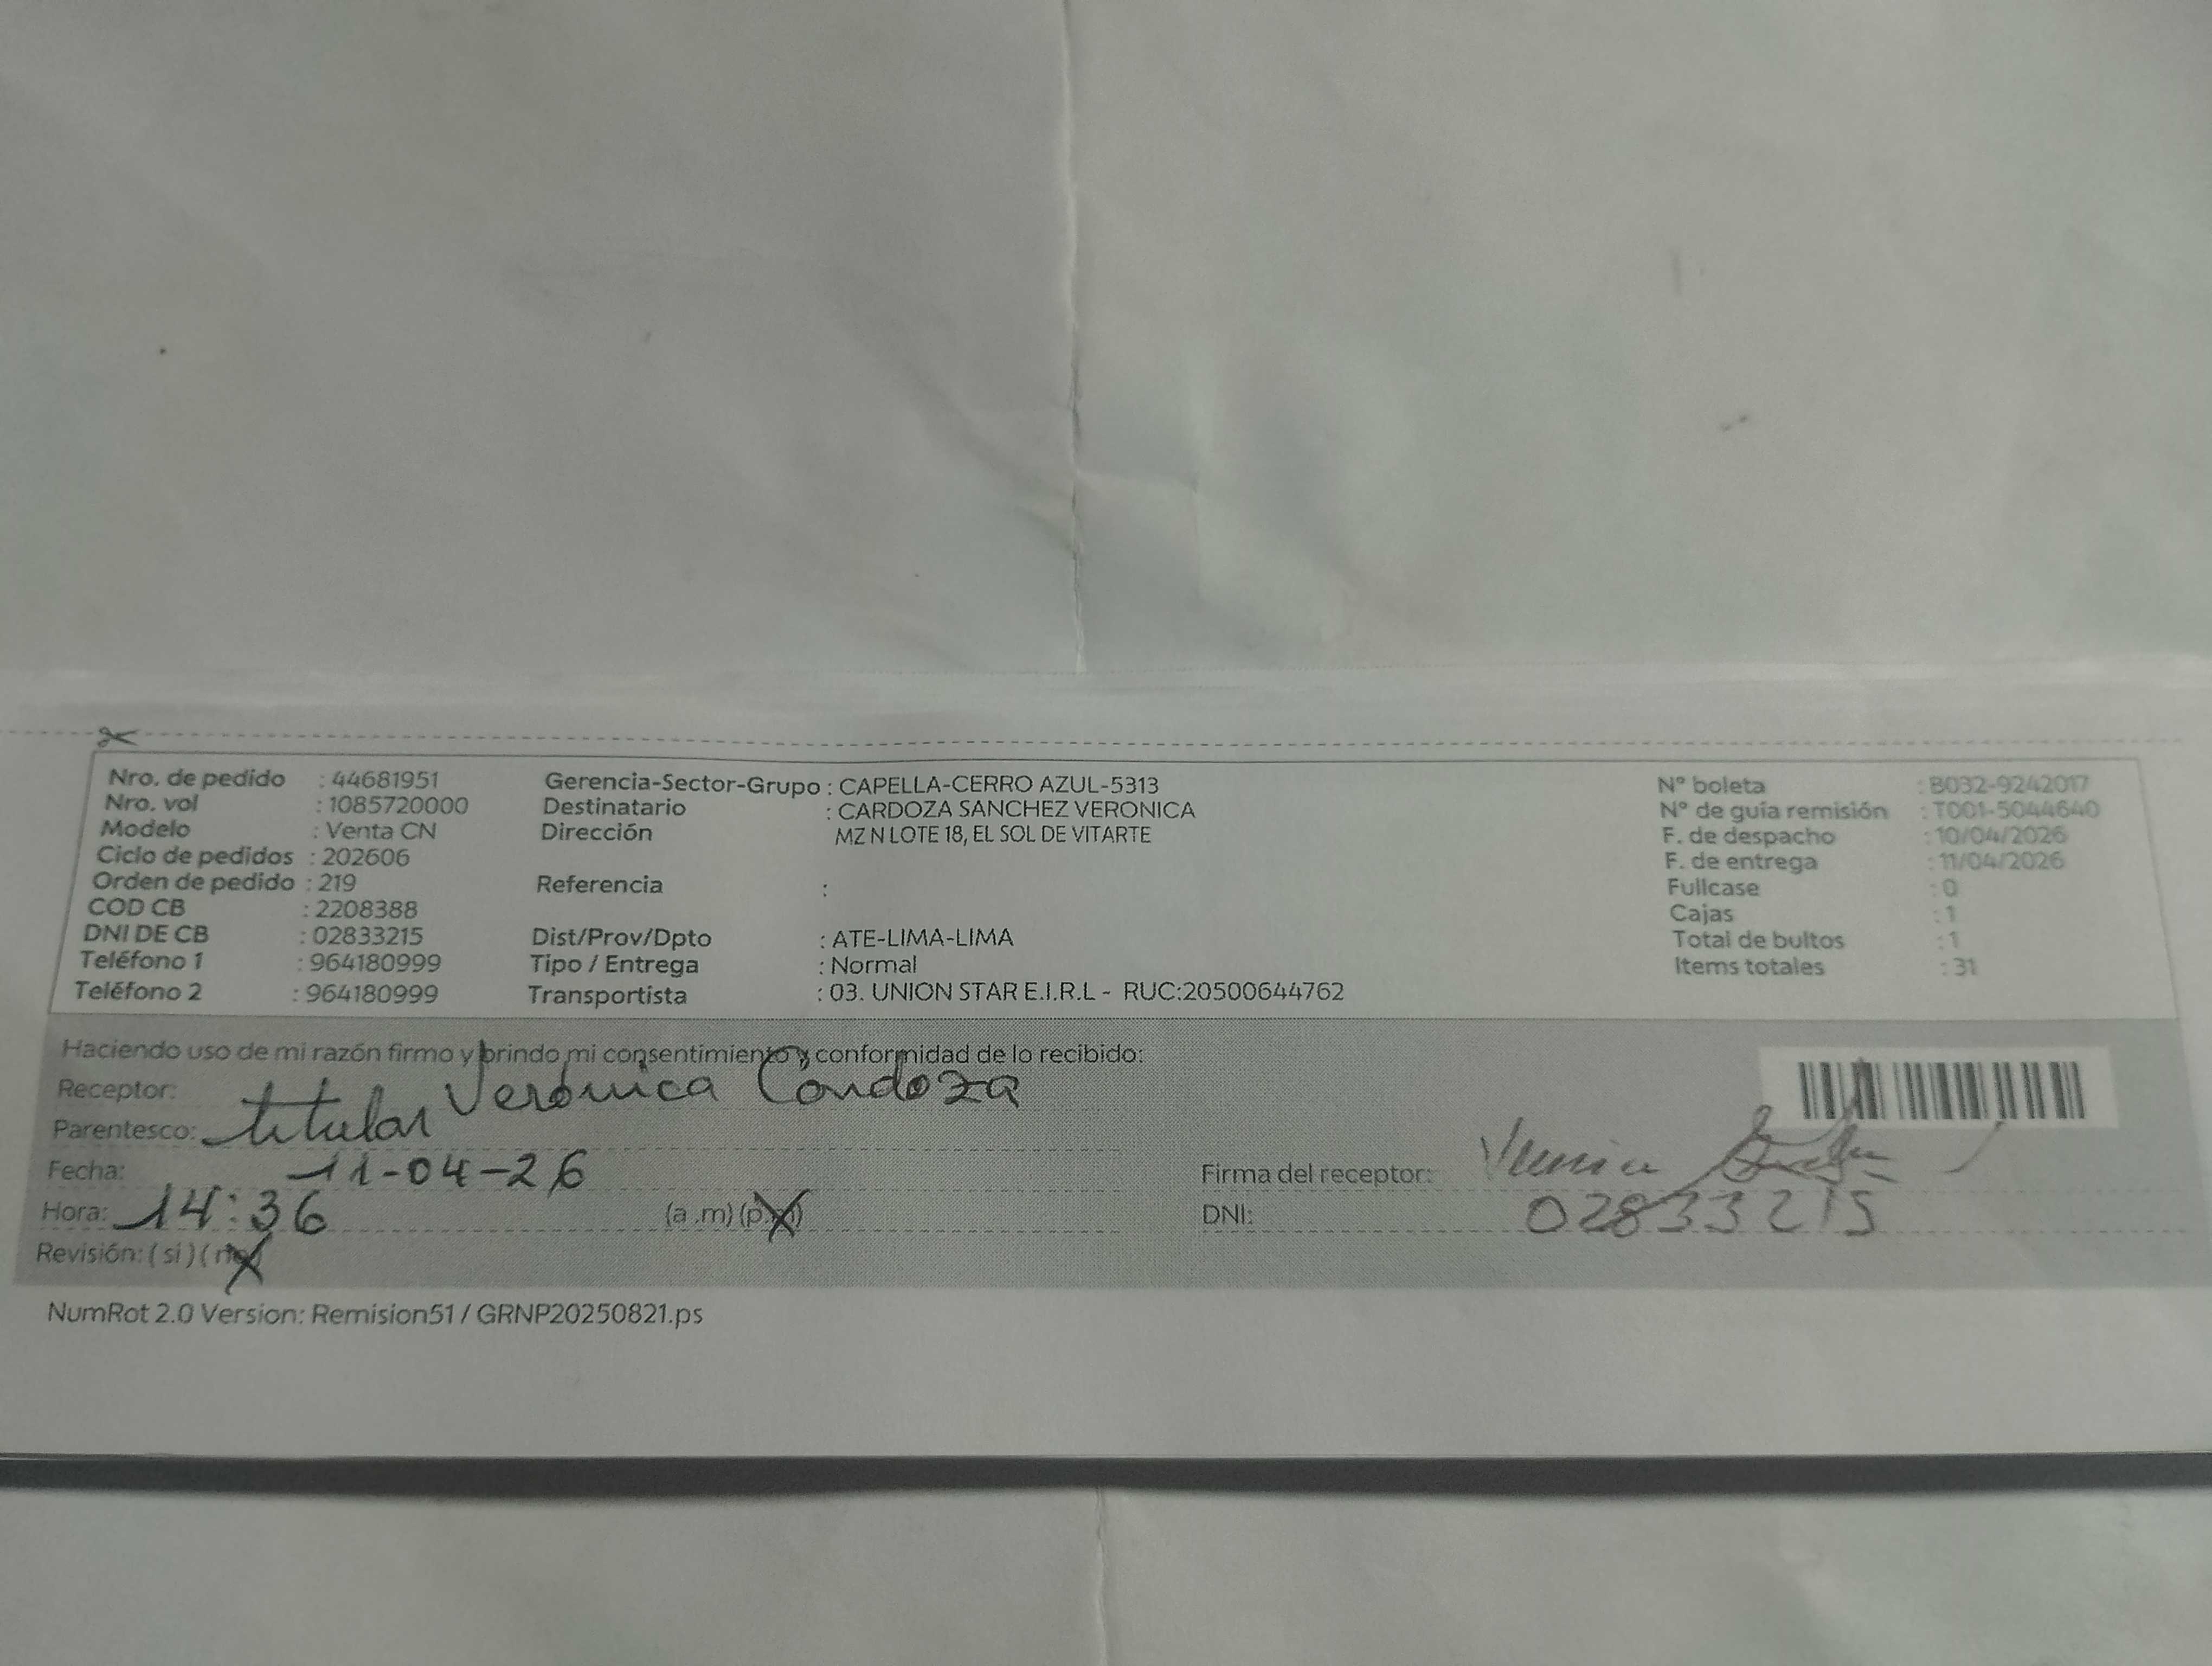 Nro. de pedido : 44681951
Nro. vol : 1085720000
Modelo : Venta CN
Ciclo de pedidos : 202606
Orden de pedido : 219
COD CB : 2208388
DNI DE CB : 02833215
Teléfono 1 : 964180999
Teléfono 2 : 964180999
Gerencia-Sector-Grupo : CAPELLA-CERRO AZUL-5313
Destinatario : CARDOZA SANCHEZ VERONICA
Dirección MZ N LOTE 18, EL SOL DE VITARTE
Referencia :
Dist/Prov/Dpto : ATE-LIMA-LIMA
Tipo / Entrega : Normal
Transportista : 03. UNION STAR E.I.R.L - RUC:20500644762
N° boleta : B032-9242017
N° de guía remisión : T001-5044640
F. de despacho : 10/04/2026
F. de entrega : 11/04/2026
Fullcase : 0
Cajas : 1
Total de bultos : 1
Items totales : 31
Haciendo uso de mi razón firmo y brindo mi consentimiento y conformidad de lo recibido:
Receptor: Verónica Cardoza
Parentesco: titular
Fecha: 11-04-26
Hora: 14:36 (a .m) (p.m)
Revisión: ( si ) ( no )
Firma del receptor:
DNI: 02833215
NumRot 2.0 Version: Remision51 / GRNP20250821.ps